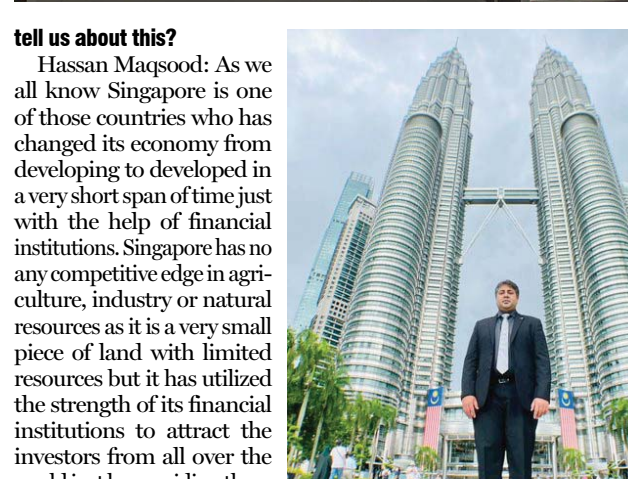 tell us about this?
Hassan Maqsood: As we
all know Singapore is one
of those countries who has
changed its economy from
developing to developed in
a very short span of time just
with the help of financial
institutions. Singapore has no
any competitive edge in agri-
culture, industry or natural
resources as it is a very small
piece of land with limited
resources but it has utilized
the strength of its financial
institutions to attract the
investors from all over the